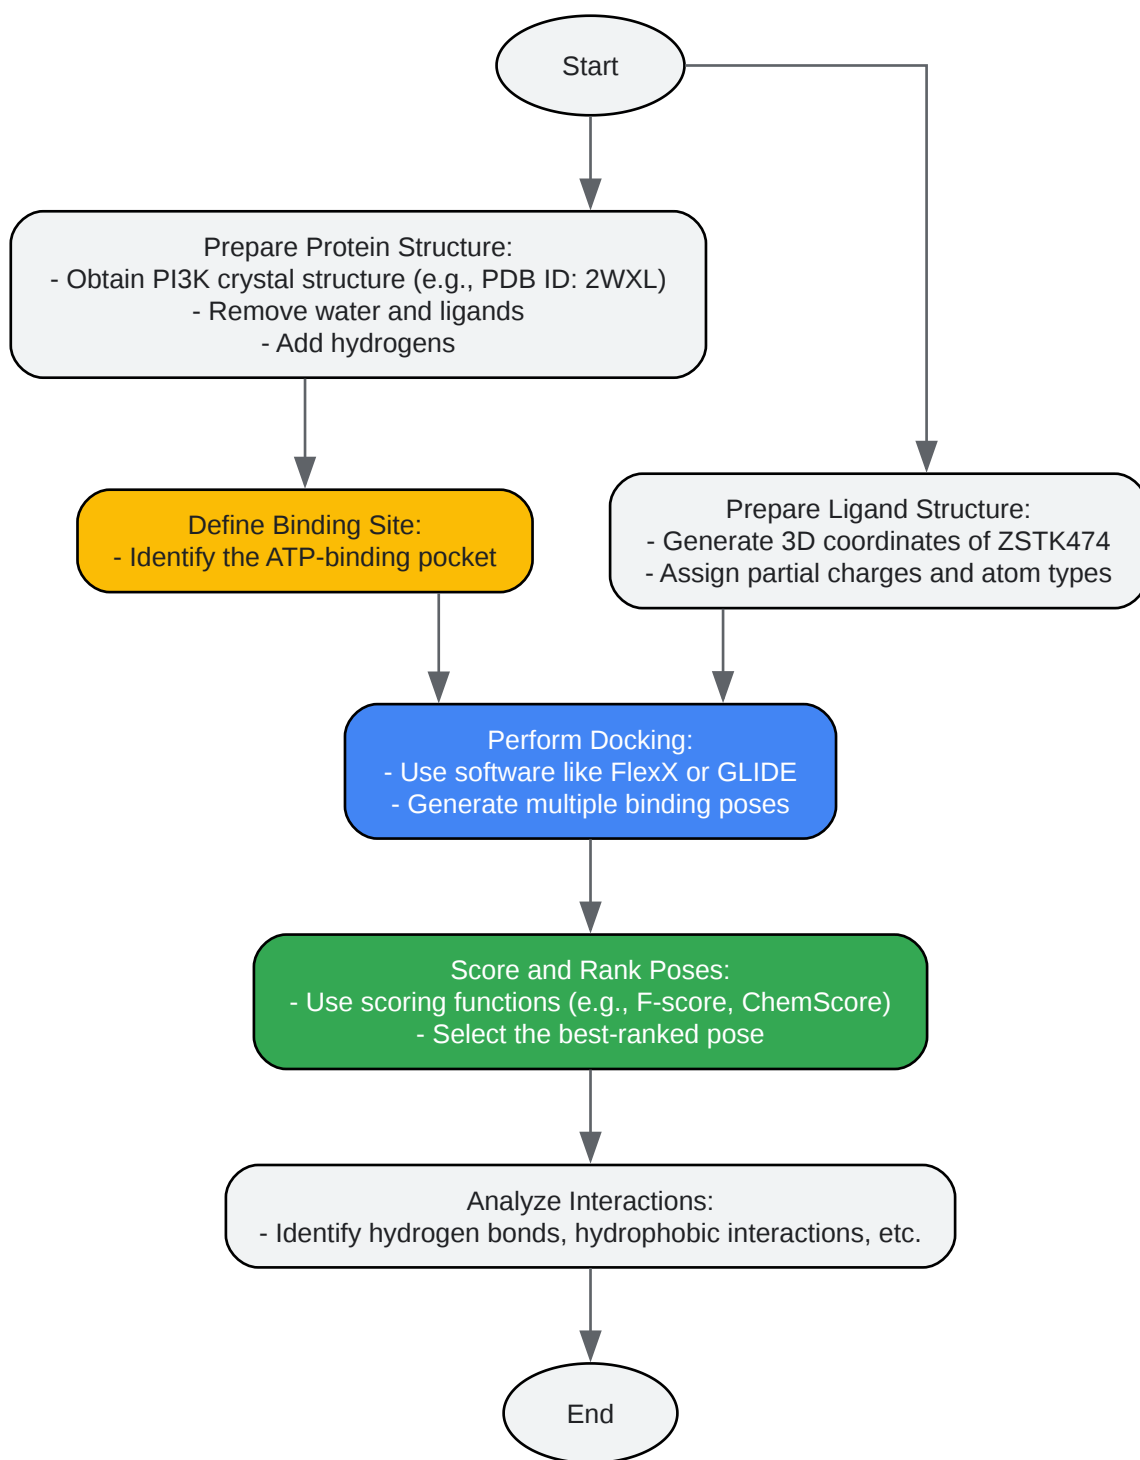 Start
Prepare Protein Structure:
- Obtain PI3K crystal structure (e.g., PDB ID: 2WXL)
- Remove water and ligands
- Add hydrogens
Define Binding Site:
- Identify the ATP-binding pocket
Prepare Ligand Structure:
- Generate 3D coordinates of ZSTK474
- Assign partial charges and atom types
Perform Docking:
- Use software like FlexX or GLIDE
- Generate multiple binding poses
Score and Rank Poses:
- Use scoring functions (e.g., F-score, ChemScore)
- Select the best-ranked pose
Analyze Interactions:
- Identify hydrogen bonds, hydrophobic interactions, etc.
End